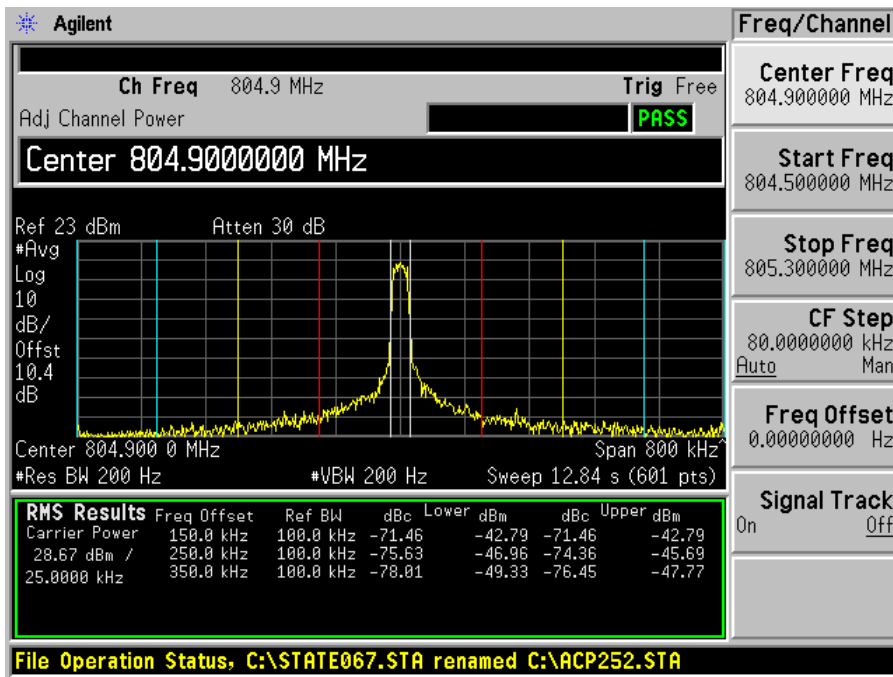 Agilent
Freq/Channel
Ch Freq 804.9 MHz Trig Free
Adj Channel Power PASS
Center 804.9000000 MHz
Ref 23 dBm Atten 30 dB
#Avg
Log
10
dB/
Offst
10.4
dB
Center 804.900 0 MHz Span 800 kHz^
#Res BW 200 Hz #VBW 200 Hz Sweep 12.84 s (601 pts)
RMS Results Freq Offset Ref BW dBc Lower dBm dBc Upper dBm
Carrier Power 150.0 kHz 100.0 kHz -71.46 -42.79 -71.46 -42.79
28.67 dBm / 250.0 kHz 100.0 kHz -75.63 -46.96 -74.36 -45.69
25.0000 kHz 350.0 kHz 100.0 kHz -78.01 -49.33 -76.45 -47.77
File Operation Status, C:\STATE067.STA renamed C:\ACP252.STA
Center Freq
804.900000 MHz
Start Freq
804.500000 MHz
Stop Freq
805.300000 MHz
CF Step
80.0000000 kHz
Auto Man
Freq Offset
0.00000000 Hz
Signal Track
On Off